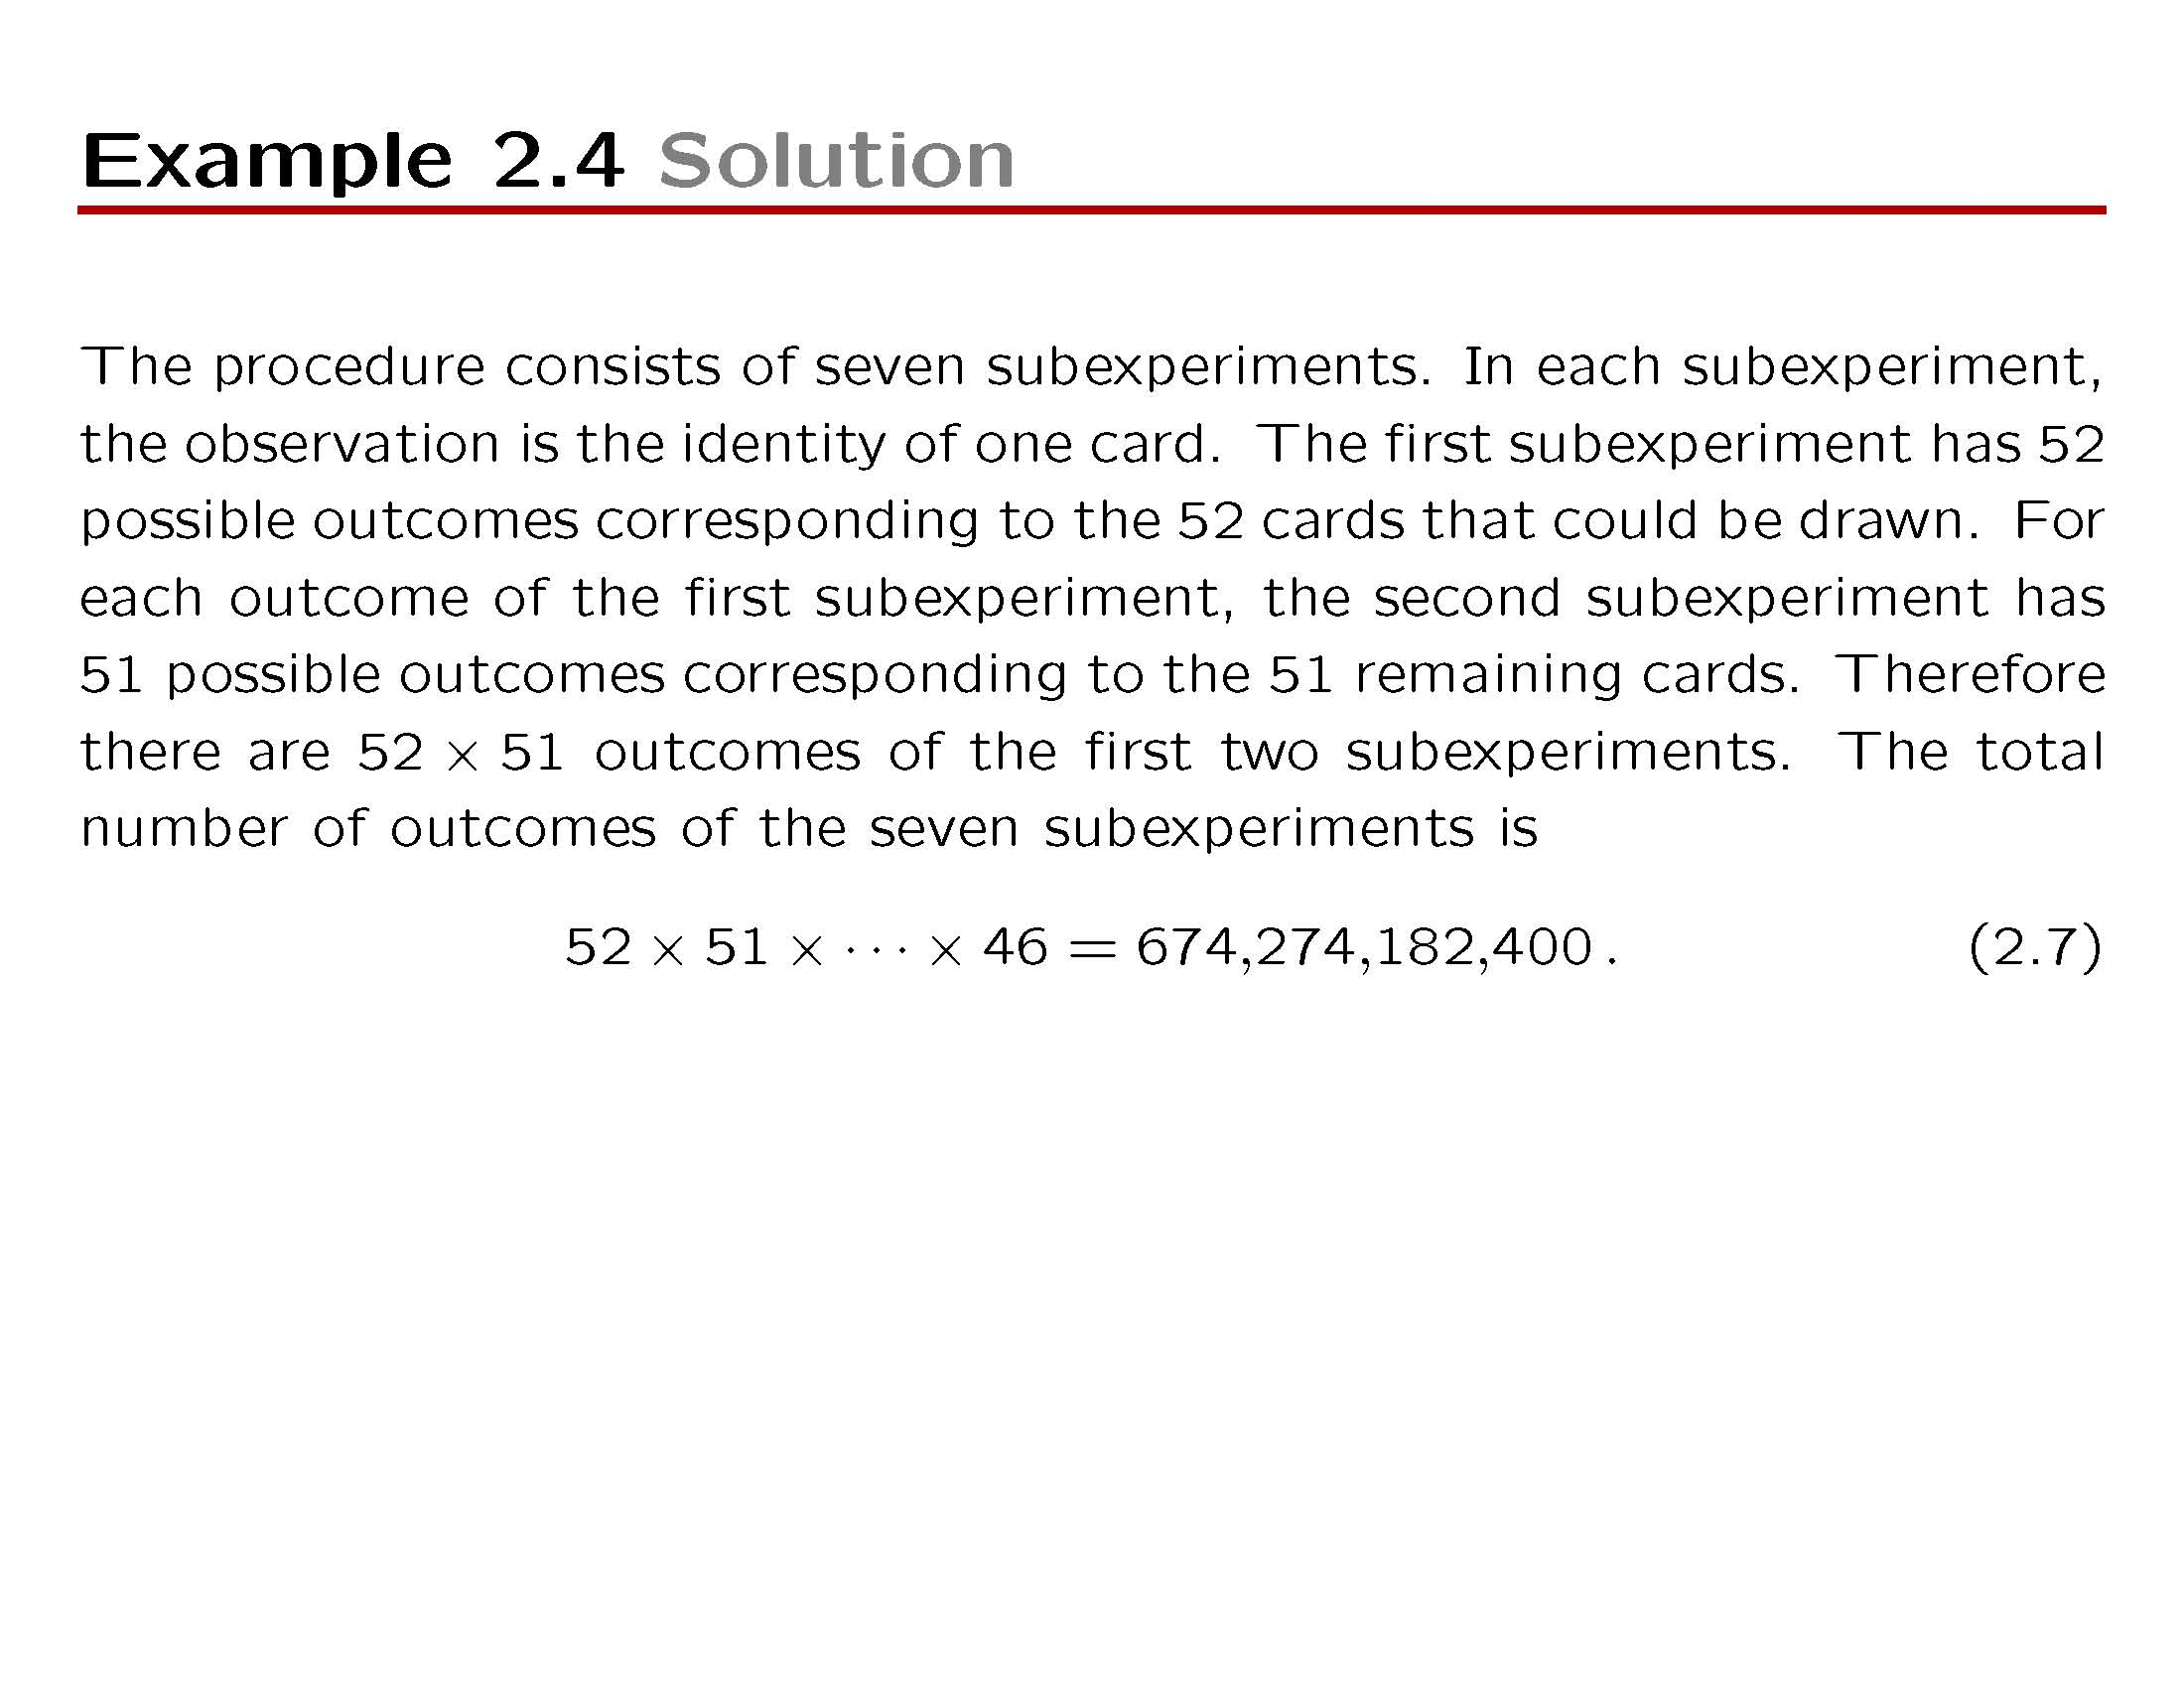 Example 2.4 Solution
The procedure consists of seven subexperiments. In each subexperiment,
the observation is the identity of one card. The first subexperiment has 52
possible outcomes corresponding to the 52 cards that could be drawn. For
each outcome of the first subexperiment, the second subexperiment has
51 possible outcomes corresponding to the 51 remaining cards. Therefore
there are 52 × 51 outcomes of the first two subexperiments. The total
number of outcomes of the seven subexperiments is
52 × 51 × ··· × 46 = 674,274,182,400. (2.7)